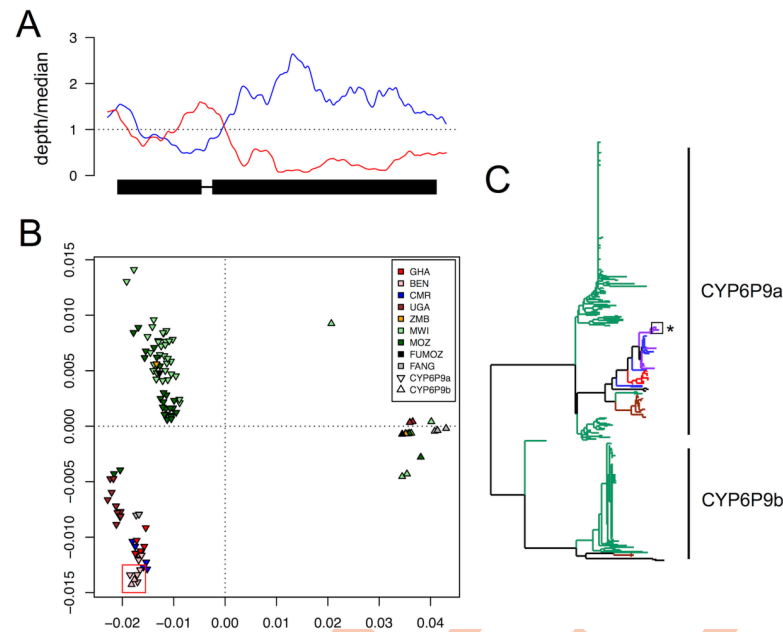 A
depth/median
3
2
1
0
B
0.015
0.010
0.005
0.000
−0.005
−0.010
−0.015
−0.02
−0.01
0.00
0.01
0.02
0.03
0.04
GHA
BEN
CMR
UGA
ZMB
MWI
MOZ
FUMOZ
FANG
CYP6P9a
CYP6P9b
C
CYP6P9a
*
CYP6P9b